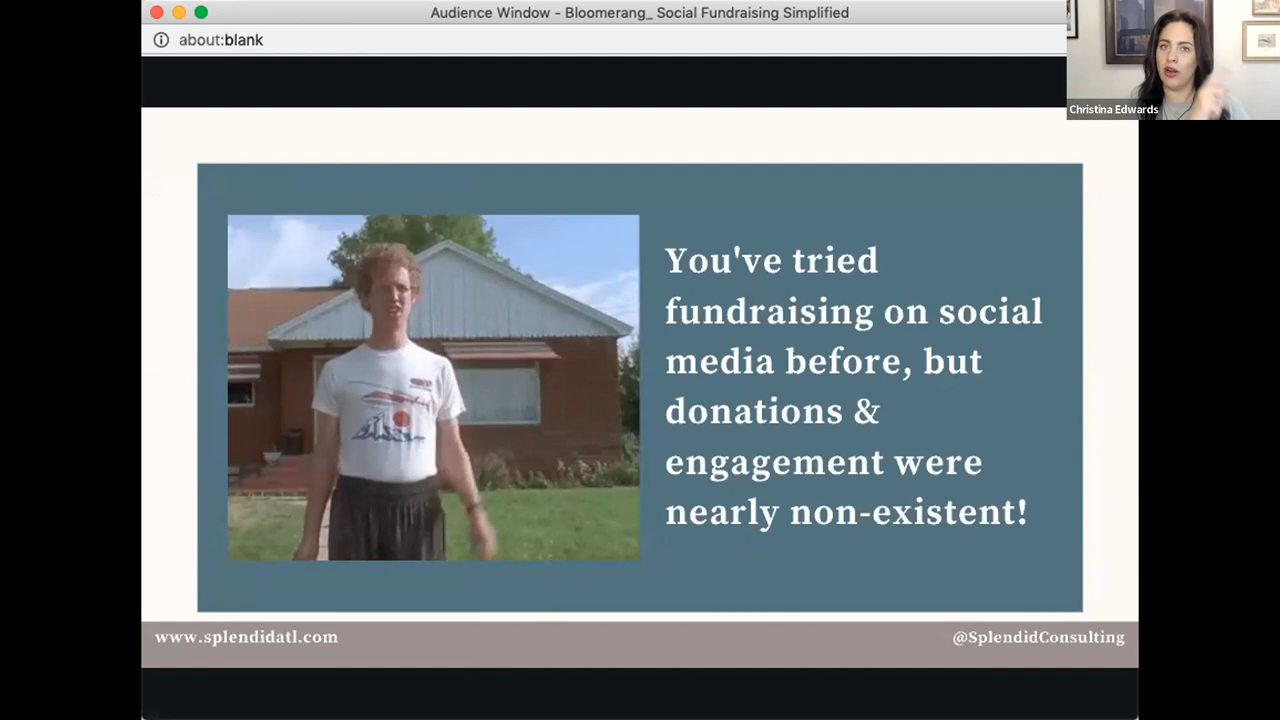 Audience Window - Bloomerang_ Social Fundraising Simplified
about:blank
Christina Edwards
You've tried
fundraising on social
media before, but
donations &
engagement were
nearly non-existent!
www.splendidatl.com
@SplendidConsulting